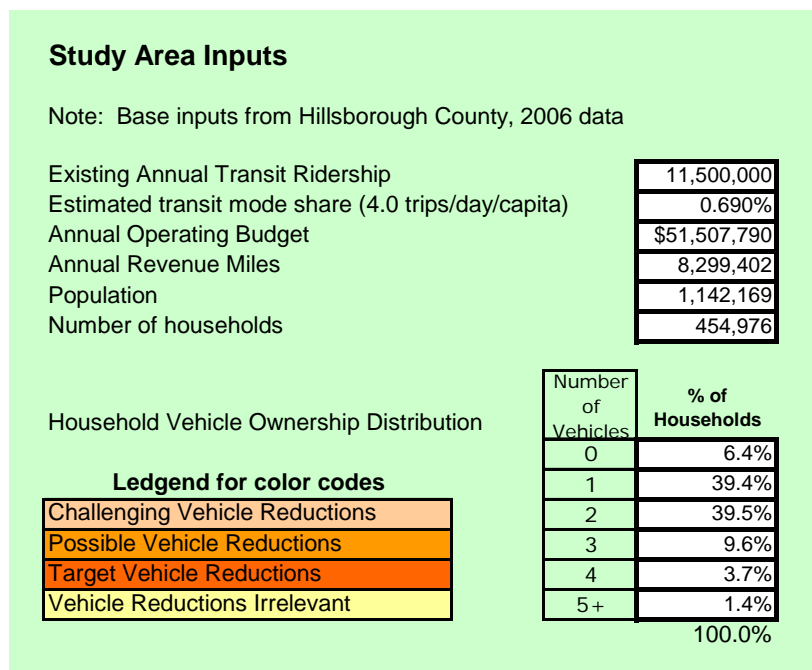 Study Area Inputs
Note: Base inputs from Hillsborough County, 2006 data
Existing Annual Transit Ridership 11,500,000
Estimated transit mode share (4.0 trips/day/capita) 0.690%
Annual Operating Budget $51,507,790
Annual Revenue Miles 8,299,402
Population 1,142,169
Number of households 454,976
Household Vehicle Ownership Distribution
Number
of
Vehicles
% of
Households
0 6.4%
Ledgend for color codes 1 39.4%
Challenging Vehicle Reductions 2 39.5%
Possible Vehicle Reductions 3 9.6%
Target Vehicle Reductions 4 3.7%
Vehicle Reductions Irrelevant 5+ 1.4%
100.0%